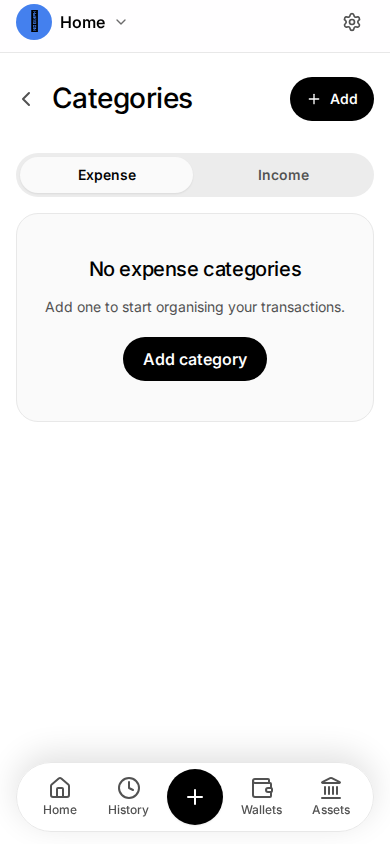 Home
Categories
Add
Expense
Income
No expense categories
Add one to start organising your transactions.
Add category
Home
History
Wallets
Assets